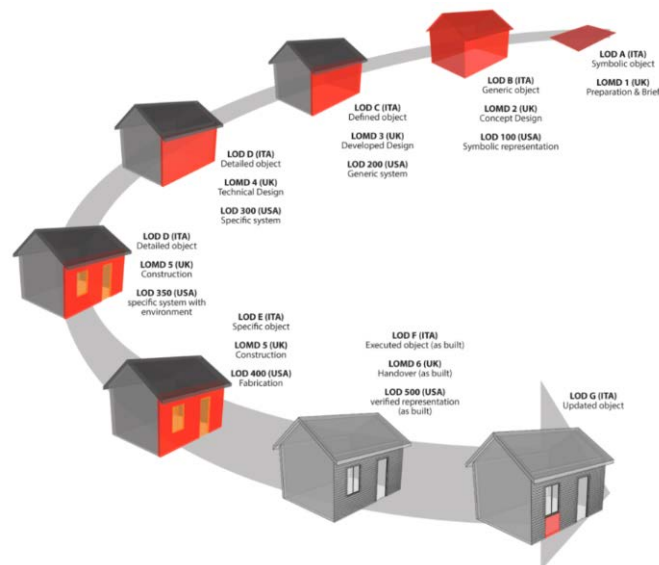 LOD A (ITA)
Symbolic object
LOMD 1 (UK)
Preparation & Brief
LOD B (ITA)
Generic object
LOMD 2 (UK)
Concept Design
LOD 100 (USA)
Symbolic representation
LOD C (ITA)
Defined object
LOMD 3 (UK)
Developed Design
LOD 200 (USA)
Generic system
LOD D (ITA)
Detailed object
LOMD 4 (UK)
Technical Design
LOD 300 (USA)
Specific system
LOD D (ITA)
Detailed object
LOMD 5 (UK)
Construction
LOD 350 (USA)
specific system with
environment
LOD E (ITA)
Specific object
LOMD 5 (UK)
Construction
LOD 400 (USA)
Fabrication
LOD F (ITA)
Executed object (as built)
LOMD 6 (UK)
Handover (as built)
LOD 500 (USA)
verified representation
(as built)
LOD G (ITA)
Updated object